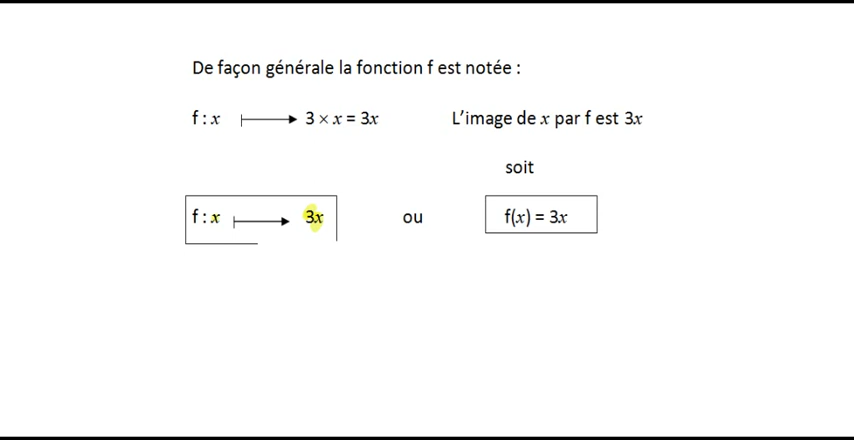 De façon générale la fonction f est notée :
f : x ⟼ 3 × x = 3x L’image de x par f est 3x
soit
f : x ⟼ 3x ou f(x) = 3x